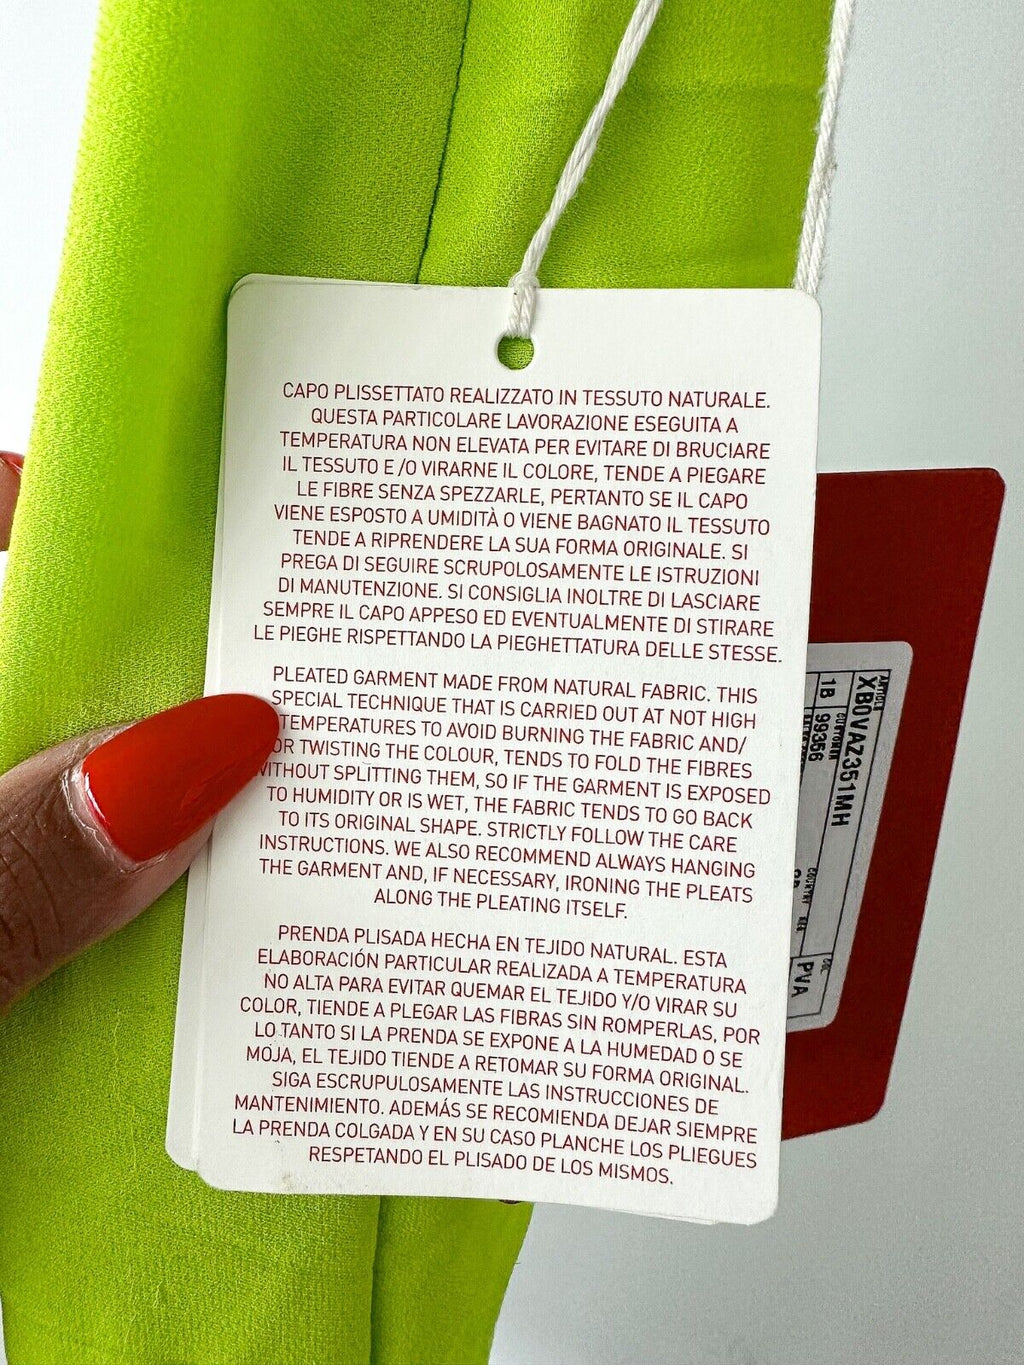 CAPO PLISSETTATO REALIZZATO IN TESSUTO NATURALE.
QUESTA PARTICOLARE LAVORAZIONE ESEGUITA A
TEMPERATURA NON ELEVATA PER EVITARE DI BRUCIARE
IL TESSUTO E /O VIRARNE IL COLORE, TENDE A PIEGARE
LE FIBRE SENZA SPEZZARLE, PERTANTO SE IL CAPO
VIENE ESPOSTO A UMIDITÀ O VIENE BAGNATO IL TESSUTO
TENDE A RIPRENDERE LA SUA FORMA ORIGINALE. SI
PREGA DI SEGUIRE SCRUPOLOSAMENTE LE ISTRUZIONI
DI MANUTENZIONE. SI CONSIGLIA INOLTRE DI LASCIARE
SEMPRE IL CAPO APPESO ED EVENTUALMENTE DI STIRARE
LE PIEGHE RISPETTANDO LA PIEGHETTATURA DELLE STESSE.
PLEATED GARMENT MADE FROM NATURAL FABRIC. THIS
SPECIAL TECHNIQUE THAT IS CARRIED OUT AT NOT HIGH
TEMPERATURES TO AVOID BURNING THE FABRIC AND/
OR TWISTING THE COLOUR, TENDS TO FOLD THE FIBRES
WITHOUT SPLITTING THEM, SO IF THE GARMENT IS EXPOSED
TO HUMIDITY OR IS WET, THE FABRIC TENDS TO GO BACK
TO ITS ORIGINAL SHAPE. STRICTLY FOLLOW THE CARE
INSTRUCTIONS. WE ALSO RECOMMEND ALWAYS HANGING
THE GARMENT AND, IF NECESSARY, IRONING THE PLEATS
ALONG THE PLEATING ITSELF.
PRENDA PLISADA HECHA EN TEJIDO NATURAL. ESTA
ELABORACIÓN PARTICULAR REALIZADA A TEMPERATURA
NO ALTA PARA EVITAR QUEMAR EL TEJIDO Y/O VIRAR SU
COLOR, TIENDE A PLEGAR LAS FIBRAS SIN ROMPERLAS, POR
LO TANTO SI LA PRENDA SE EXPONE A LA HUMEDAD O SE
MOJA, EL TEJIDO TIENDE A RETOMAR SU FORMA ORIGINAL.
SIGA ESCRUPULOSAMENTE LAS INSTRUCCIONES DE
MANTENIMIENTO. ADEMÁS SE RECOMIENDA DEJAR SIEMPRE
LA PRENDA COLGADA Y EN SU CASO PLANCHE LOS PLIEGUES
RESPETANDO EL PLISADO DE LOS MISMOS.
ARTICLE
XB0VAZ351MH
1B 99356
PVA